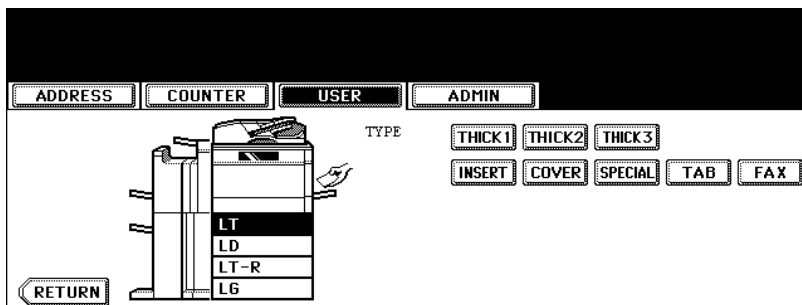 ADDRESS COUNTER USER ADMIN
TYPE THICK1 THICK2 THICK3
INSERT COVER SPECIAL TAB FAX
LT
LD
LT-R
LG
RETURN